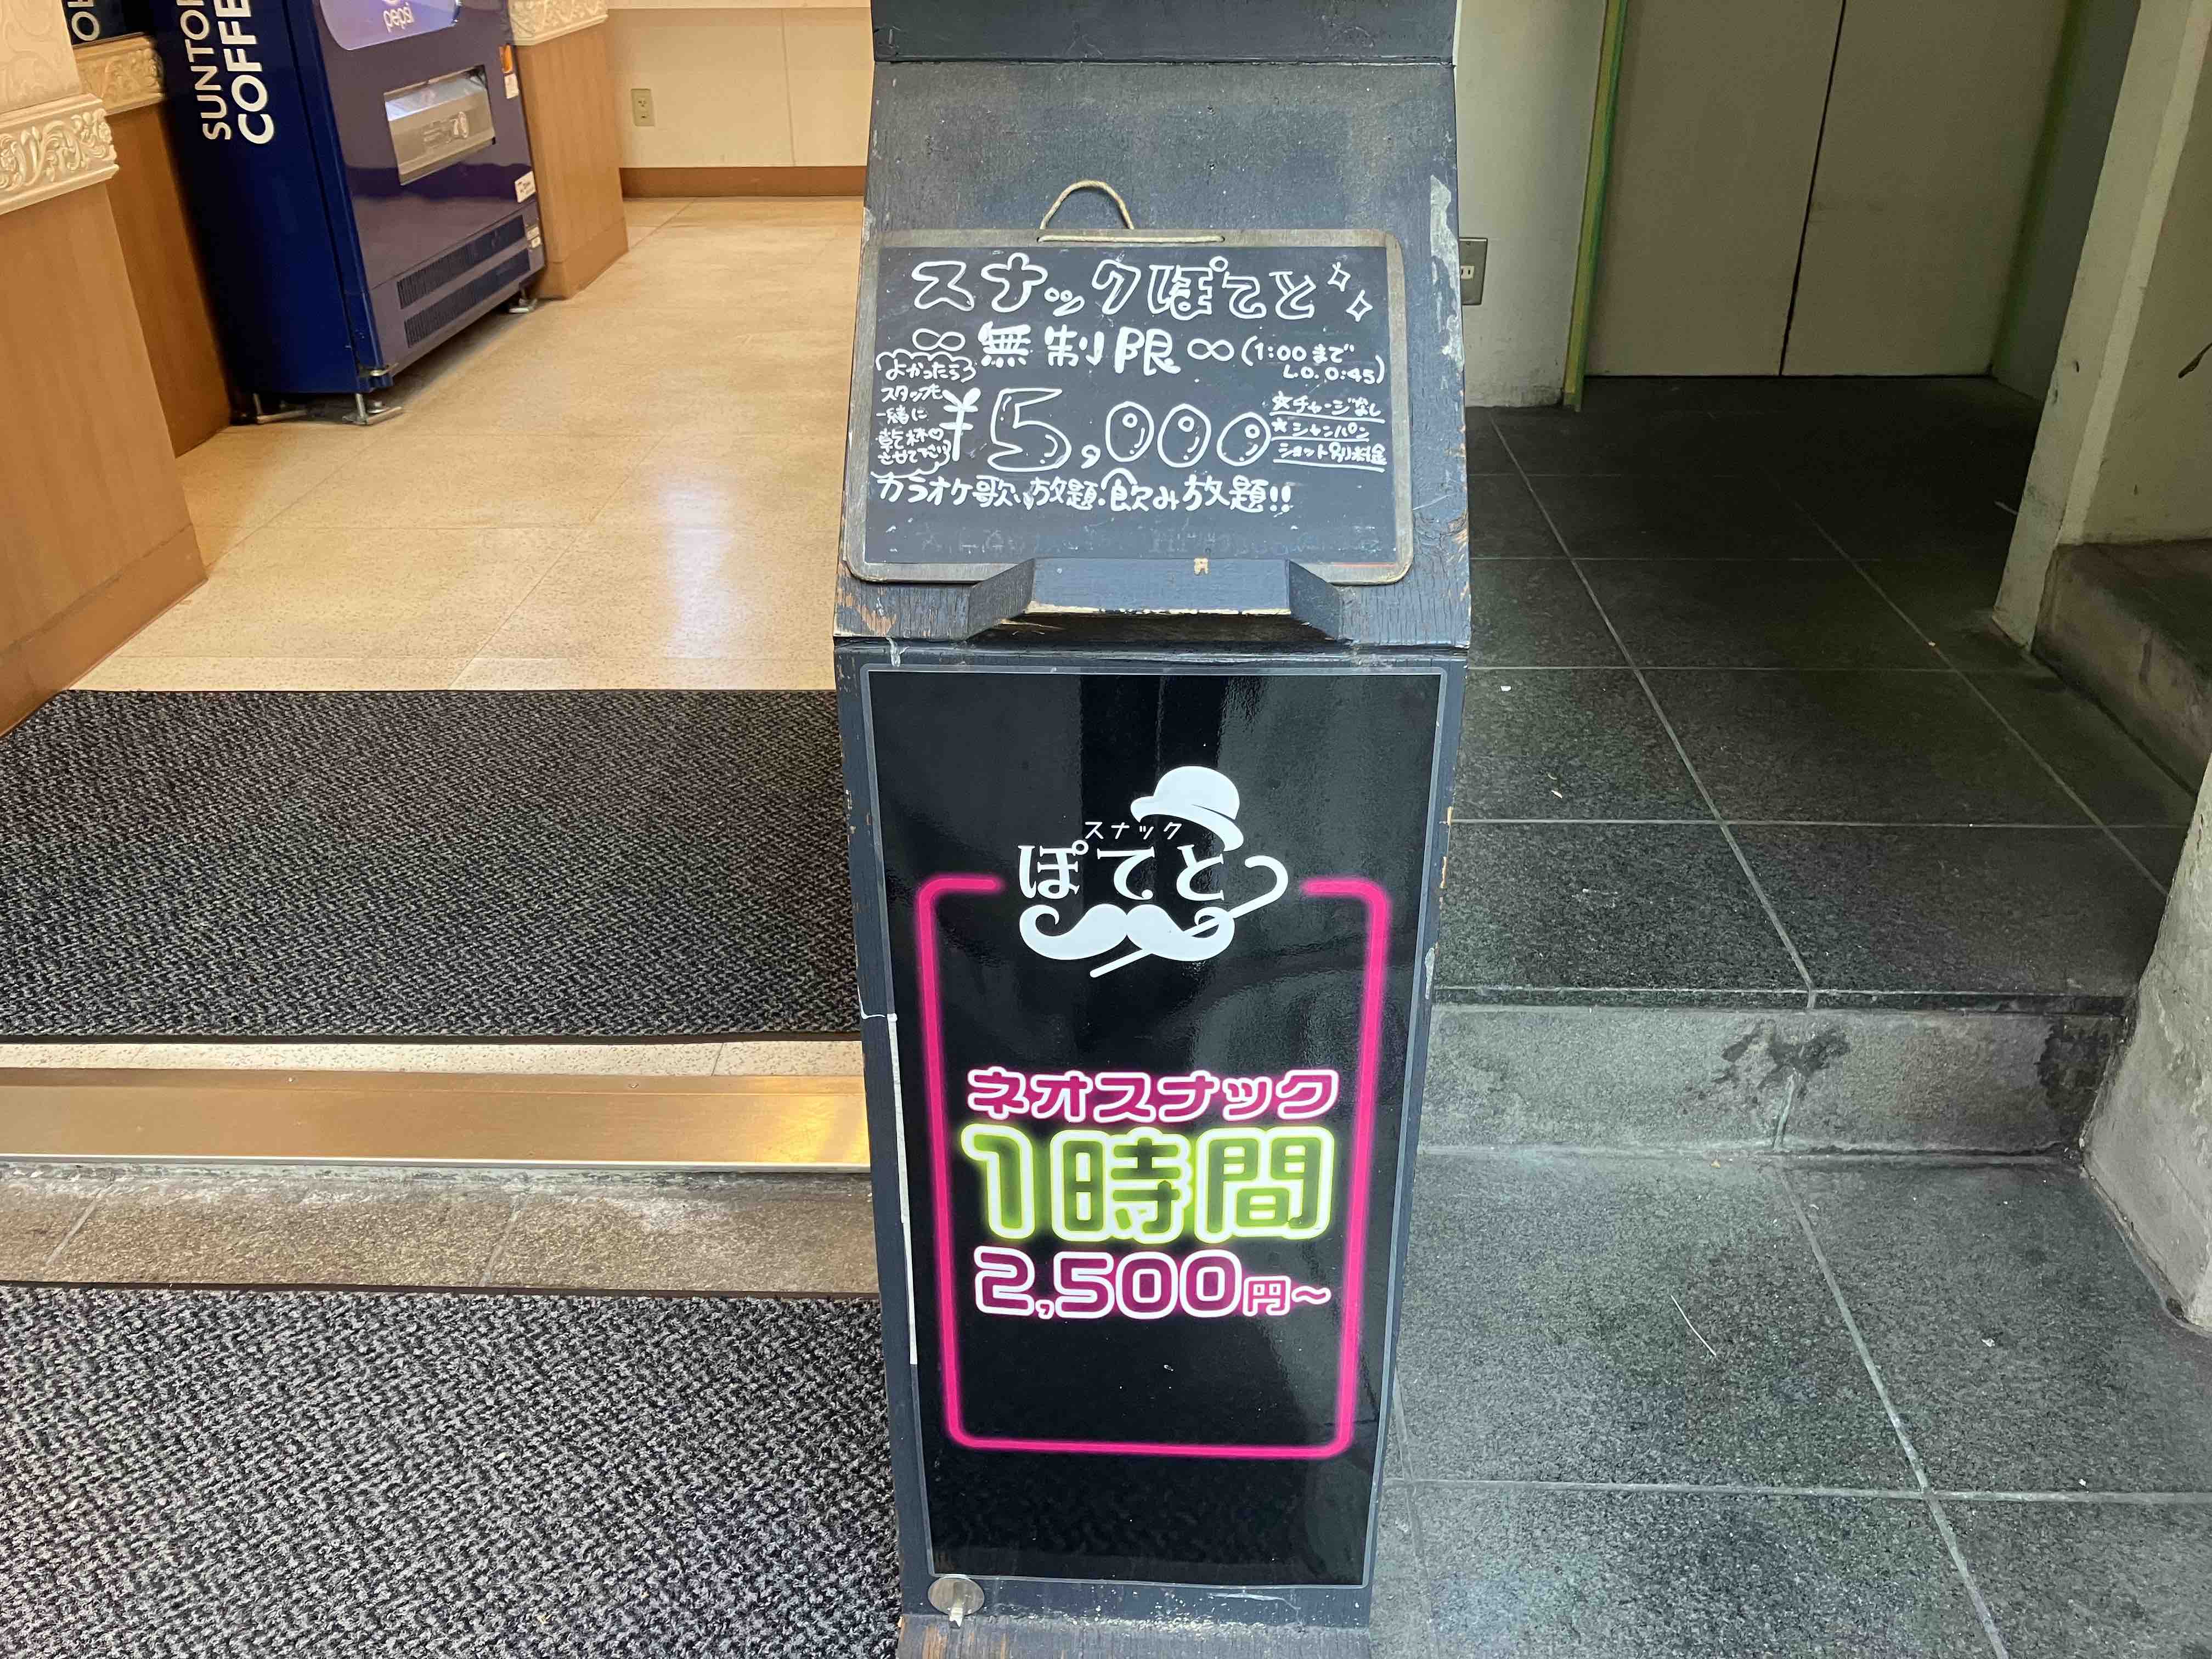 SUNTORY
COFFEE
pepsi
スナックぽてと
∞無制限∞(1:00まで
L.O. 0:45)
よかったら
スタッフも
一緒に
乾杯♡
させて下さい
¥5,000
☆チャージなし
☆シャンパン
ショット別料金
カラオケ歌い放題・飲み放題!!
スナック
ぽてと
ネオスナック
1時間
2,500円～